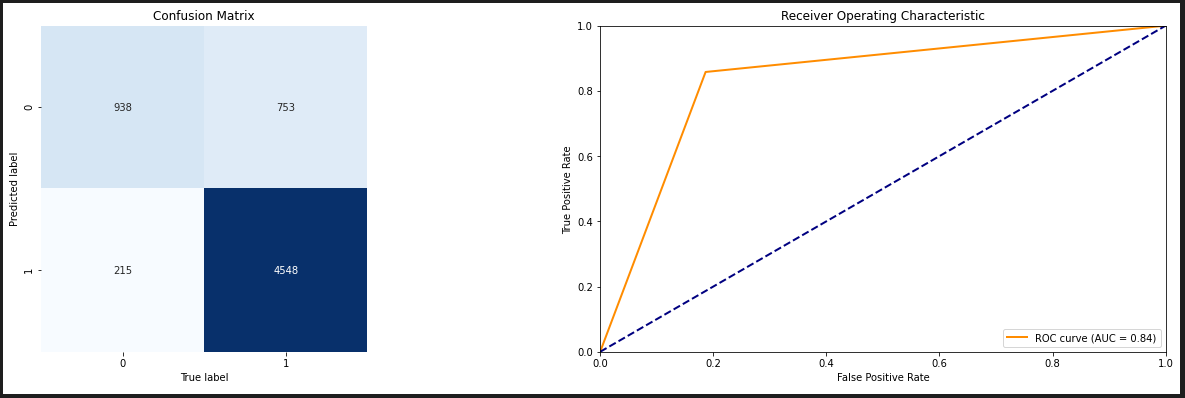 Confusion Matrix
0
938
753
Predicted label
1
215
4548
0
1
True label
Receiver Operating Characteristic
1.0
0.8
0.6
0.4
0.2
0.0
True Positive Rate
ROC curve (AUC = 0.84)
0.0
0.2
0.4
0.6
0.8
1.0
False Positive Rate